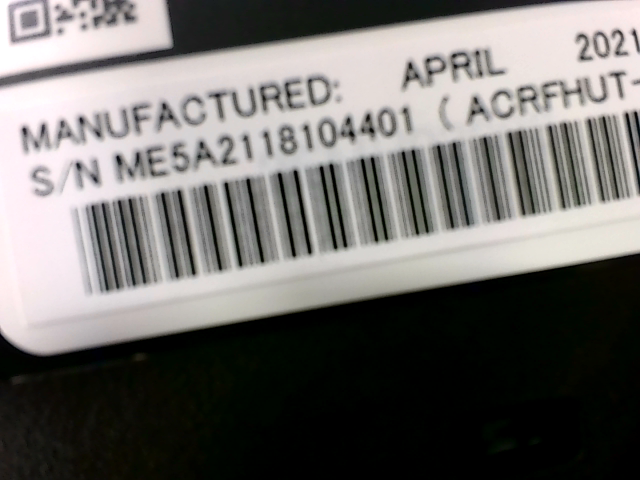 MANUFACTURED: APRIL 2021
S/N ME5A2118104401 ( ACRFHUT-